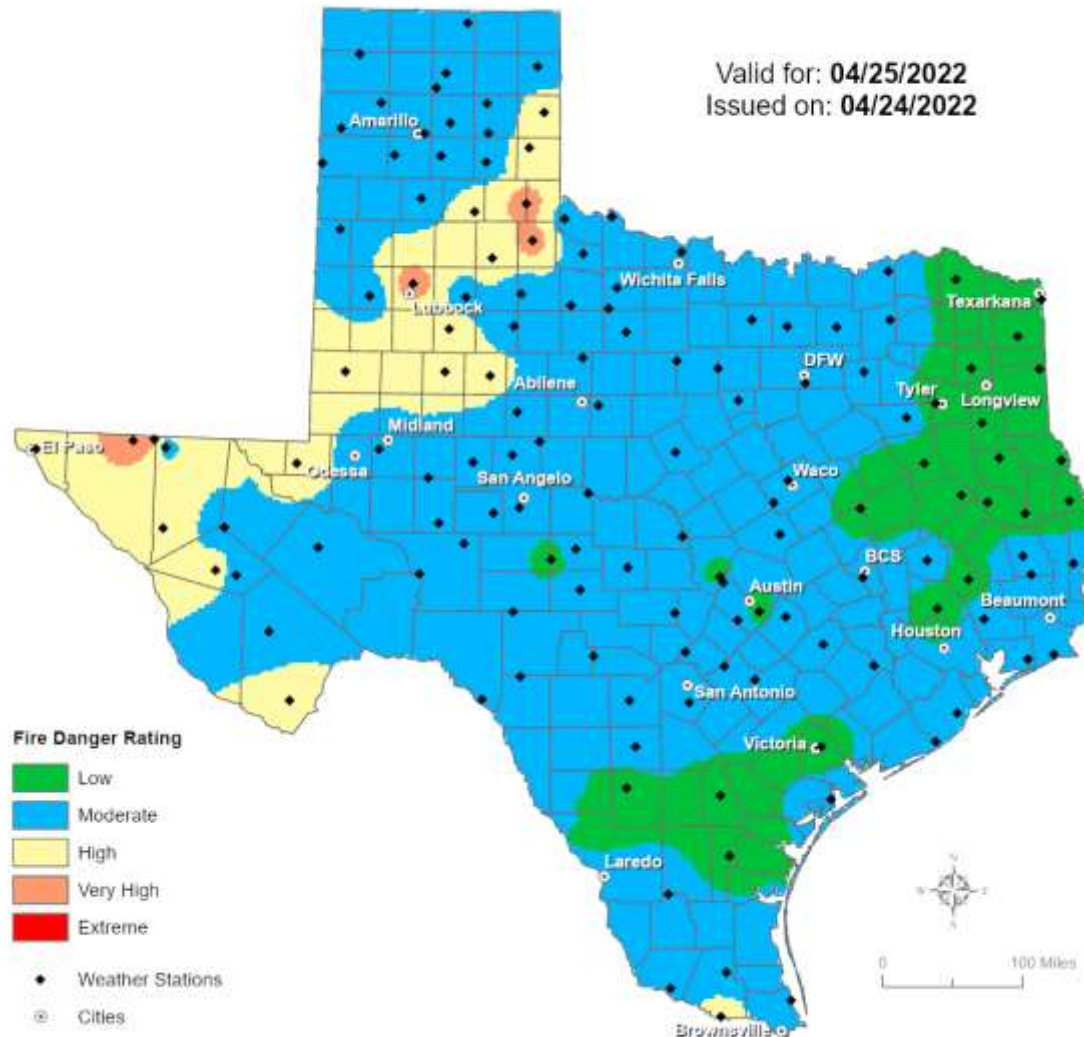 Valid for: 04/25/2022
Issued on: 04/24/2022
Amarillo
Wichita Falls
Lubbock
Texarkana
DFW
Abilene
Tyler
Longview
Midland
El Paso
Odessa
San Angelo
Waco
BCS
Austin
Beaumont
Houston
San Antonio
Victoria
Laredo
Brownsville
Fire Danger Rating
Low
Moderate
High
Very High
Extreme
Weather Stations
Cities
N
W E
S
0 100 Miles